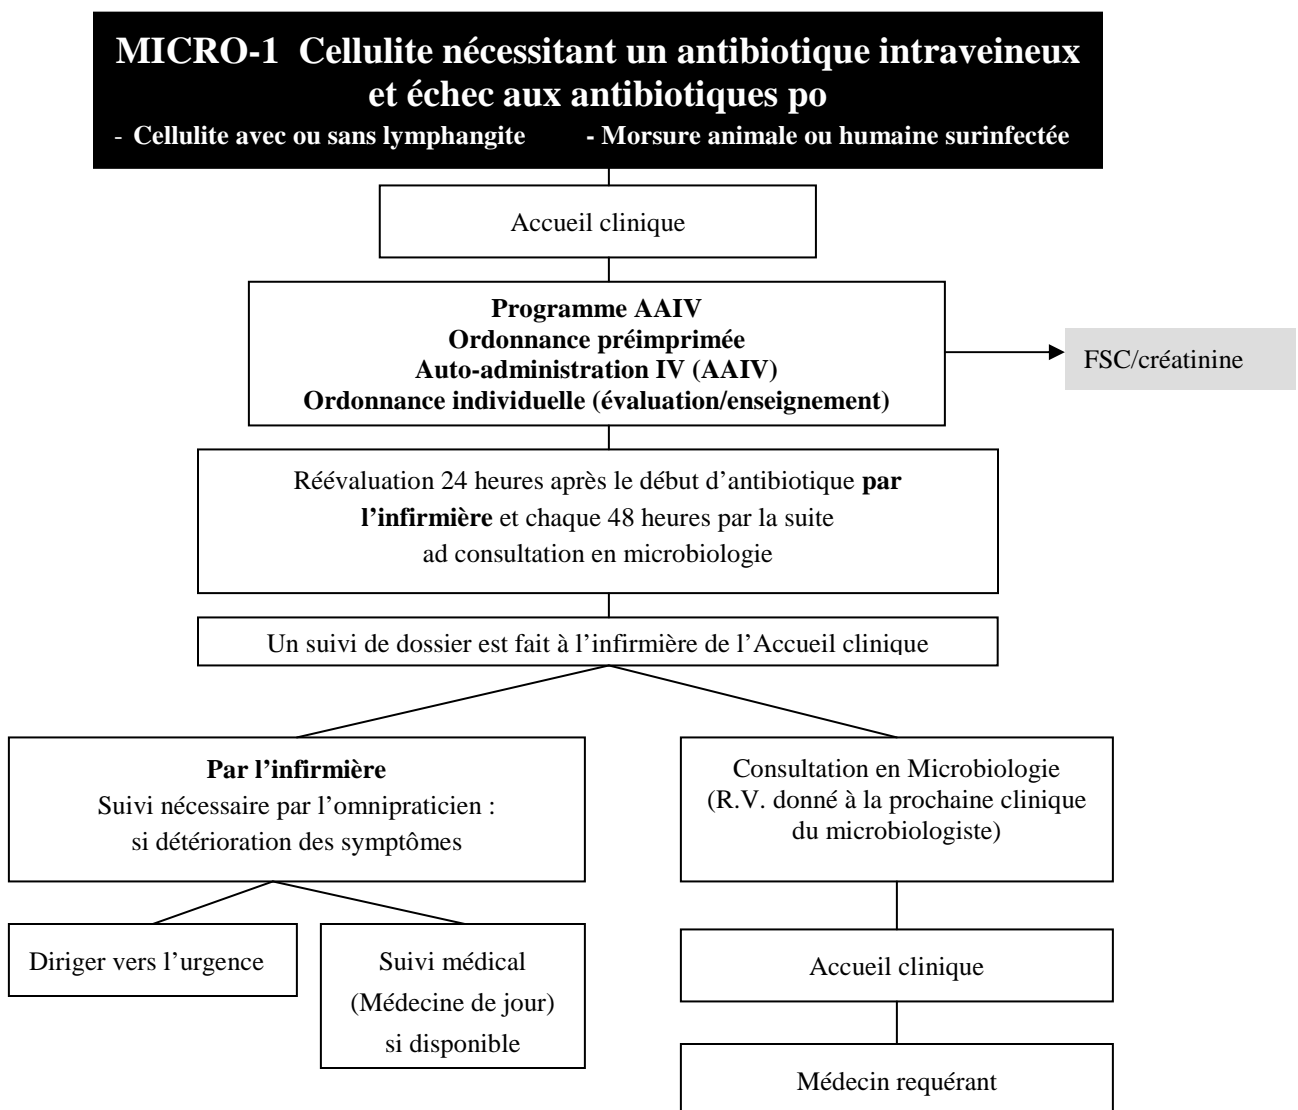 MICRO-1 Cellulite nécessitant un antibiotique intraveineux
et échec aux antibiotiques po
- Cellulite avec ou sans lymphangite - Morsure animale ou humaine surinfectée
Accueil clinique
Programme AAIV
Ordonnance préimprimée
Auto-administration IV (AAIV)
Ordonnance individuelle (évaluation/enseignement)
FSC/créatinine
Réévaluation 24 heures après le début d’antibiotique par
l’infirmière et chaque 48 heures par la suite
ad consultation en microbiologie
Un suivi de dossier est fait à l’infirmière de l’Accueil clinique
Par l’infirmière
Suivi nécessaire par l’omnipraticien :
si détérioration des symptômes
Diriger vers l’urgence
Suivi médical
(Médecine de jour)
si disponible
Consultation en Microbiologie
(R.V. donné à la prochaine clinique
du microbiologiste)
Accueil clinique
Médecin requérant